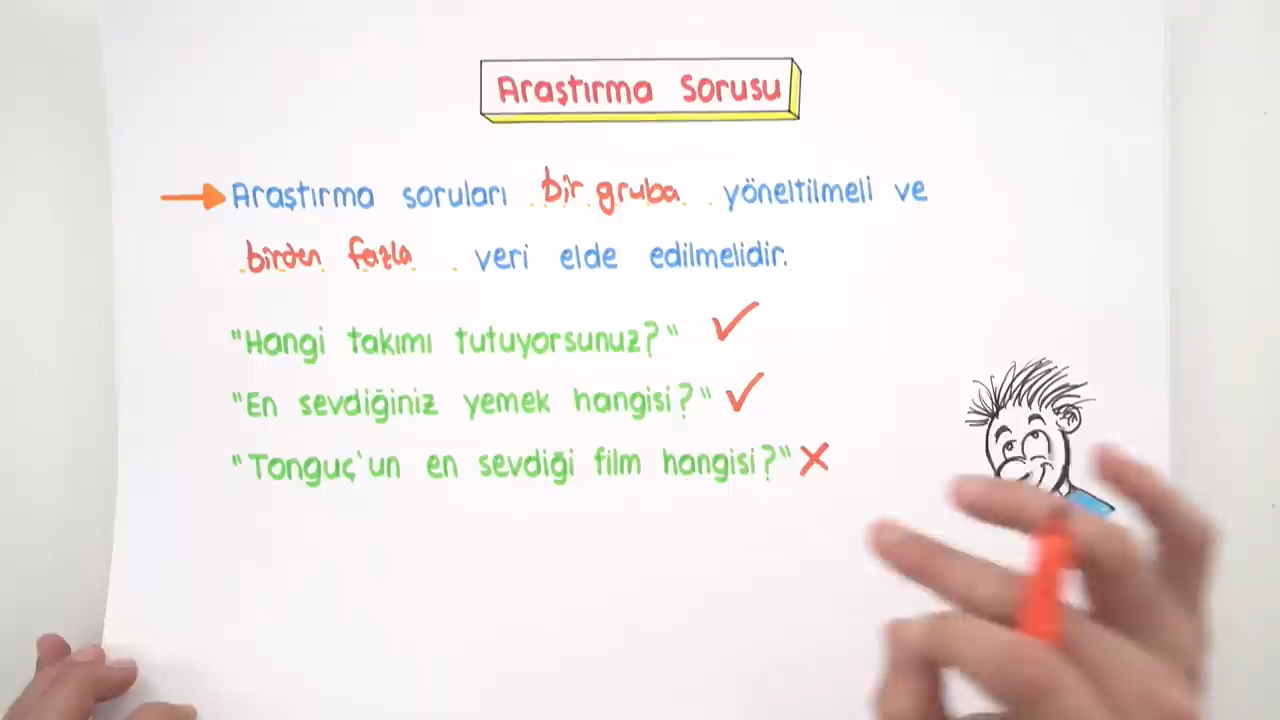 Araştırma Sorusu
Araştırma soruları bir gruba yöneltilmeli ve
birden fazla veri elde edilmelidir.
"Hangi takımı tutuyorsunuz?"
"En sevdiğiniz yemek hangisi?"
"Tonguç'un en sevdiği film hangisi?"